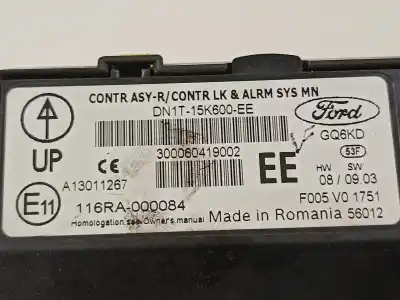 CONTR ASY-R/CONTR LK & ALRM SYS MN
DN1T-15K600-EE
Ford
GQ6KD
53F
300060419002
UP
CE
EE
HW SW
08 / 09.03
A13011267
F005 V0 1751
E11
116RA-000084
Homologation see Owner's manual
Made in Romania 56012